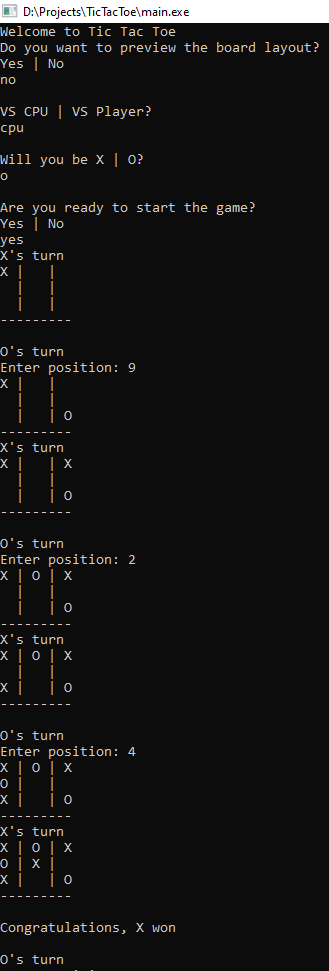 D:\Projects\TicTacToe\main.exe
Welcome to Tic Tac Toe
Do you want to preview the board layout?
Yes | No
no

VS CPU | VS Player?
cpu

Will you be X | O?
o

Are you ready to start the game?
Yes | No
yes
X's turn
X |   |
  |   |
  |   |
---------

O's turn
Enter position: 9
X |   |
  |   |
  |   | O
---------
X's turn
X |   | X
  |   |
  |   | O
---------

O's turn
Enter position: 2
X | O | X
  |   |
  |   | O
---------
X's turn
X | O | X
  |   |
X |   | O
---------

O's turn
Enter position: 4
X | O | X
O |   |
X |   | O
---------
X's turn
X | O | X
O | X |
X |   | O
---------

Congratulations, X won

O's turn